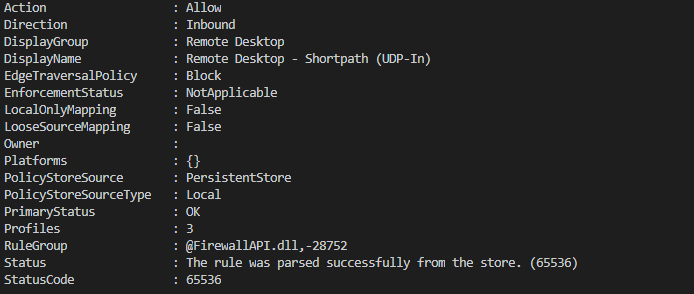 Action                : Allow
Direction             : Inbound
DisplayGroup          : Remote Desktop
DisplayName           : Remote Desktop - Shortpath (UDP-In)
EdgeTraversalPolicy   : Block
EnforcementStatus     : NotApplicable
LocalOnlyMapping      : False
LooseSourceMapping    : False
Owner                 :
Platforms             : {}
PolicyStoreSource     : PersistentStore
PolicyStoreSourceType : Local
PrimaryStatus         : OK
Profiles              : 3
RuleGroup             : @FirewallAPI.dll,-28752
Status                : The rule was parsed successfully from the store. (65536)
StatusCode            : 65536